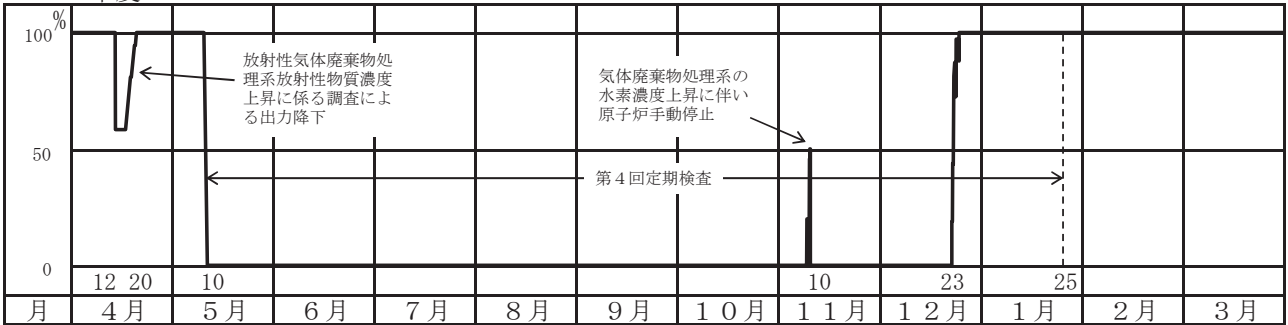 %
100
放射性気体廃棄物処
理系放射性物質濃度
上昇に係る調査によ
る出力降下
気体廃棄物処理系の
水素濃度上昇に伴い
原子炉手動停止
50
第4回定期検査
0
12 20 10 10 23 25
月 4月 5月 6月 7月 8月 9月 10月 11月 12月 1月 2月 3月